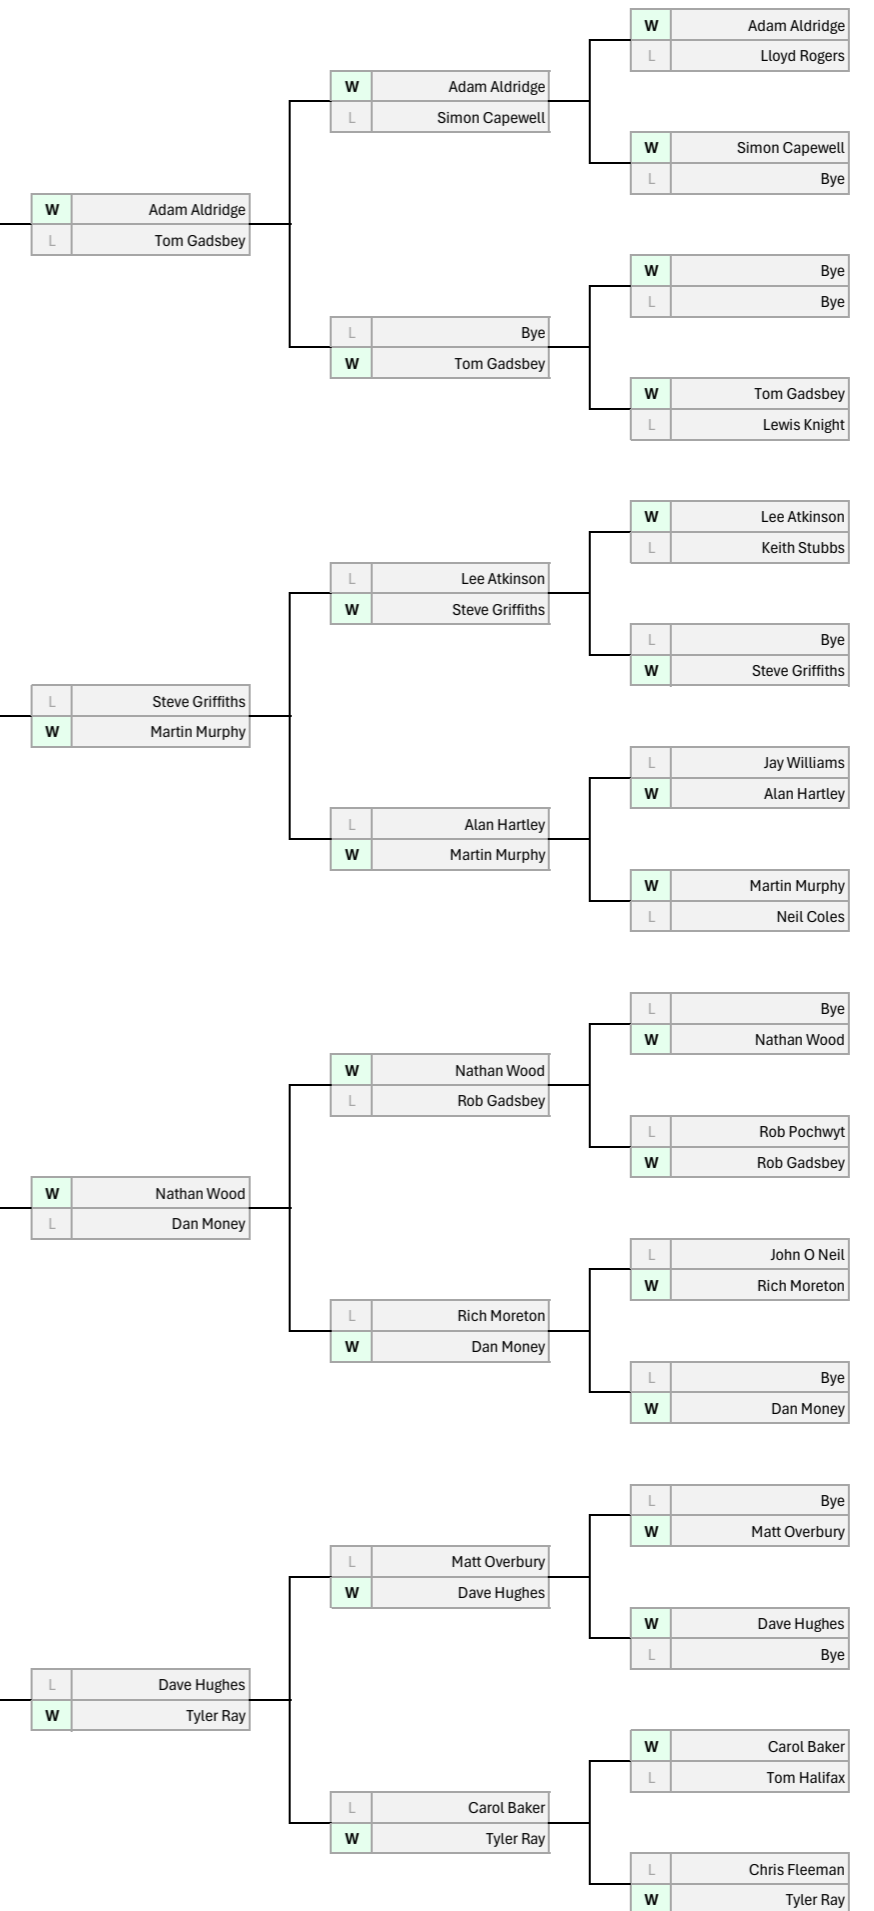 W Adam Aldridge
L Lloyd Rogers
W Adam Aldridge
L Simon Capewell
W Simon Capewell
L Bye
W Adam Aldridge
L Tom Gadsbey
W Bye
L Bye
L Bye
W Tom Gadsbey
W Tom Gadsbey
L Lewis Knight
W Lee Atkinson
L Keith Stubbs
L Lee Atkinson
W Steve Griffiths
L Bye
W Steve Griffiths
L Steve Griffiths
W Martin Murphy
L Jay Williams
W Alan Hartley
L Alan Hartley
W Martin Murphy
W Martin Murphy
L Neil Coles
L Bye
W Nathan Wood
W Nathan Wood
L Rob Gadsbey
L Rob Pochwyt
W Rob Gadsbey
W Nathan Wood
L Dan Money
L John O Neil
W Rich Moreton
L Rich Moreton
W Dan Money
L Bye
W Dan Money
L Bye
W Matt Overbury
L Matt Overbury
W Dave Hughes
W Dave Hughes
L Bye
L Dave Hughes
W Tyler Ray
W Carol Baker
L Tom Halifax
L Carol Baker
W Tyler Ray
L Chris Fleeman
W Tyler Ray